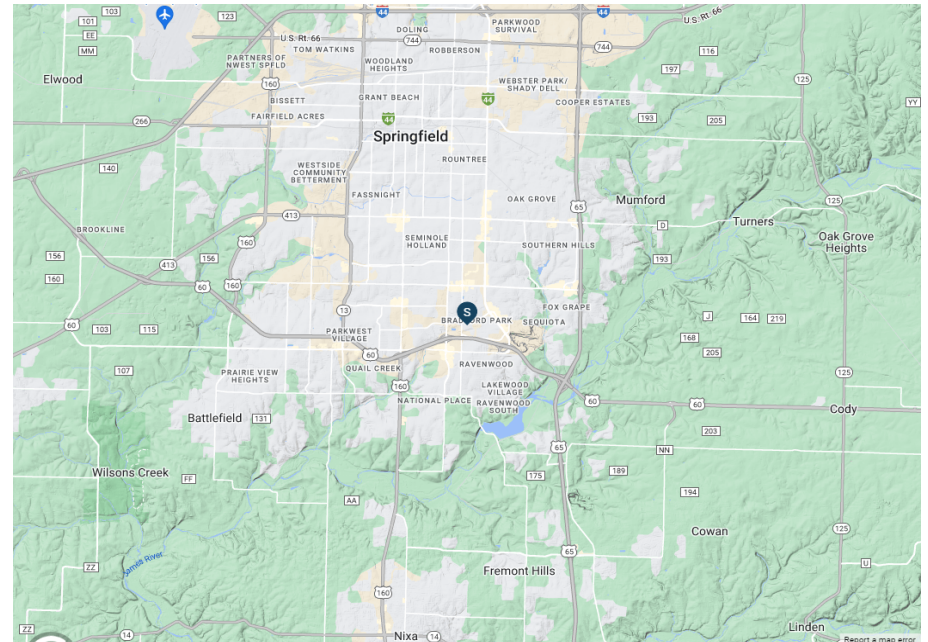 103
101
EE
MM
123
44
44
PARKWOOD
SURVIVAL
U.S. Rt. 66
DOLING
744
U.S. Rt. 66
TOM WATKINS
ROBBERSON
744
116
PARTNERS OF
NWEST SPFLD
WOODLAND
HEIGHTS
197
Elwood
160
WEBSTER PARK/
SHADY DELL
125
BISSETT
GRANT BEACH
44
COOPER ESTATES
YY
FAIRFIELD ACRES
266
44
193
205
Springfield
ROUNTREE
140
WESTSIDE
COMMUNITY
BETTERMENT
FASSNIGHT
OAK GROVE
65
Mumford
125
413
Turners
BROOKLINE
160
SEMINOLE
HOLLAND
SOUTHERN HILLS
D
Oak Grove
Heights
156
156
193
413
160
60
160
13
S
FOX GRAPE
BRADFORD PARK
SEQUIOTA
J
164
219
60
103
115
PARKWEST
VILLAGE
168
205
60
QUAIL CREEK
RAVENWOOD
107
PRAIRIE VIEW
HEIGHTS
160
LAKEWOOD
VILLAGE
125
NATIONAL PLACE
RAVENWOOD
SOUTH
60
60
Cody
Battlefield
131
203
65
NN
Wilsons Creek
FF
175
189
194
AA
Cowan
125
James River
65
ZZ
Fremont Hills
U
160
ZZ
14
Nixa
14
Linden
Report a map error